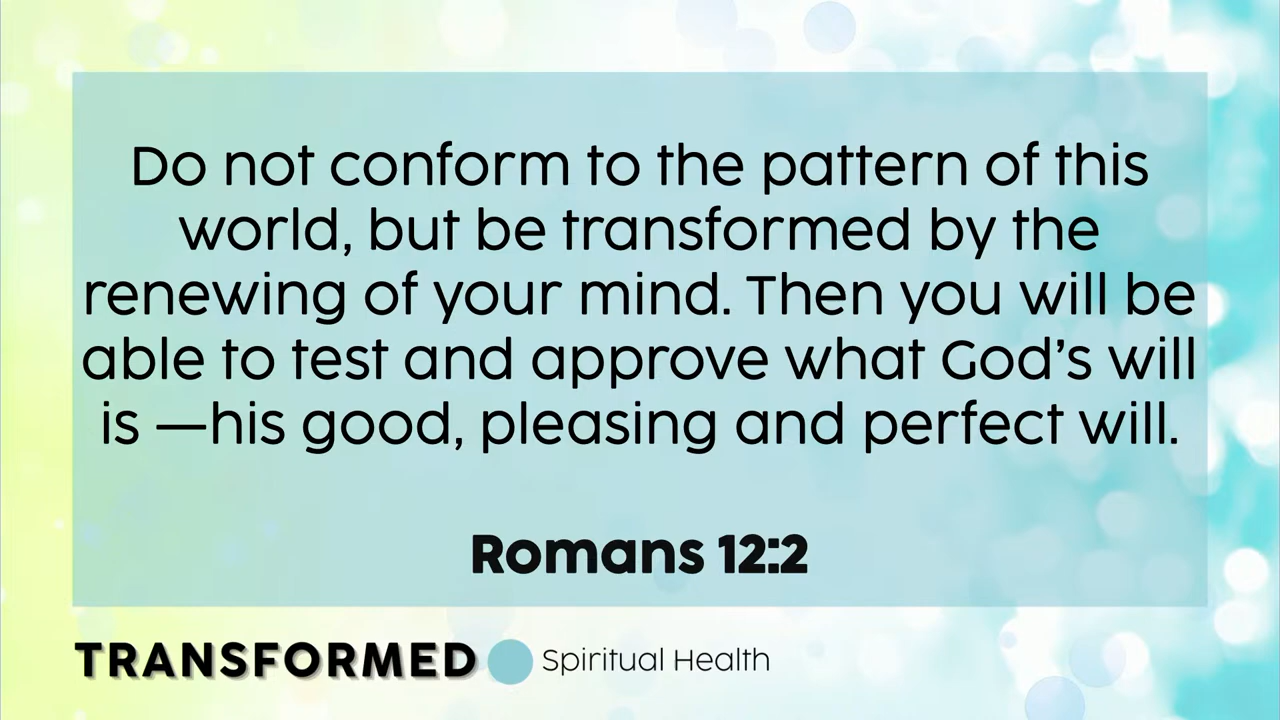 Do not conform to the pattern of this
world, but be transformed by the
renewing of your mind. Then you will be
able to test and approve what God’s will
is —his good, pleasing and perfect will.
Romans 12:2
TRANSFORMED Spiritual Health